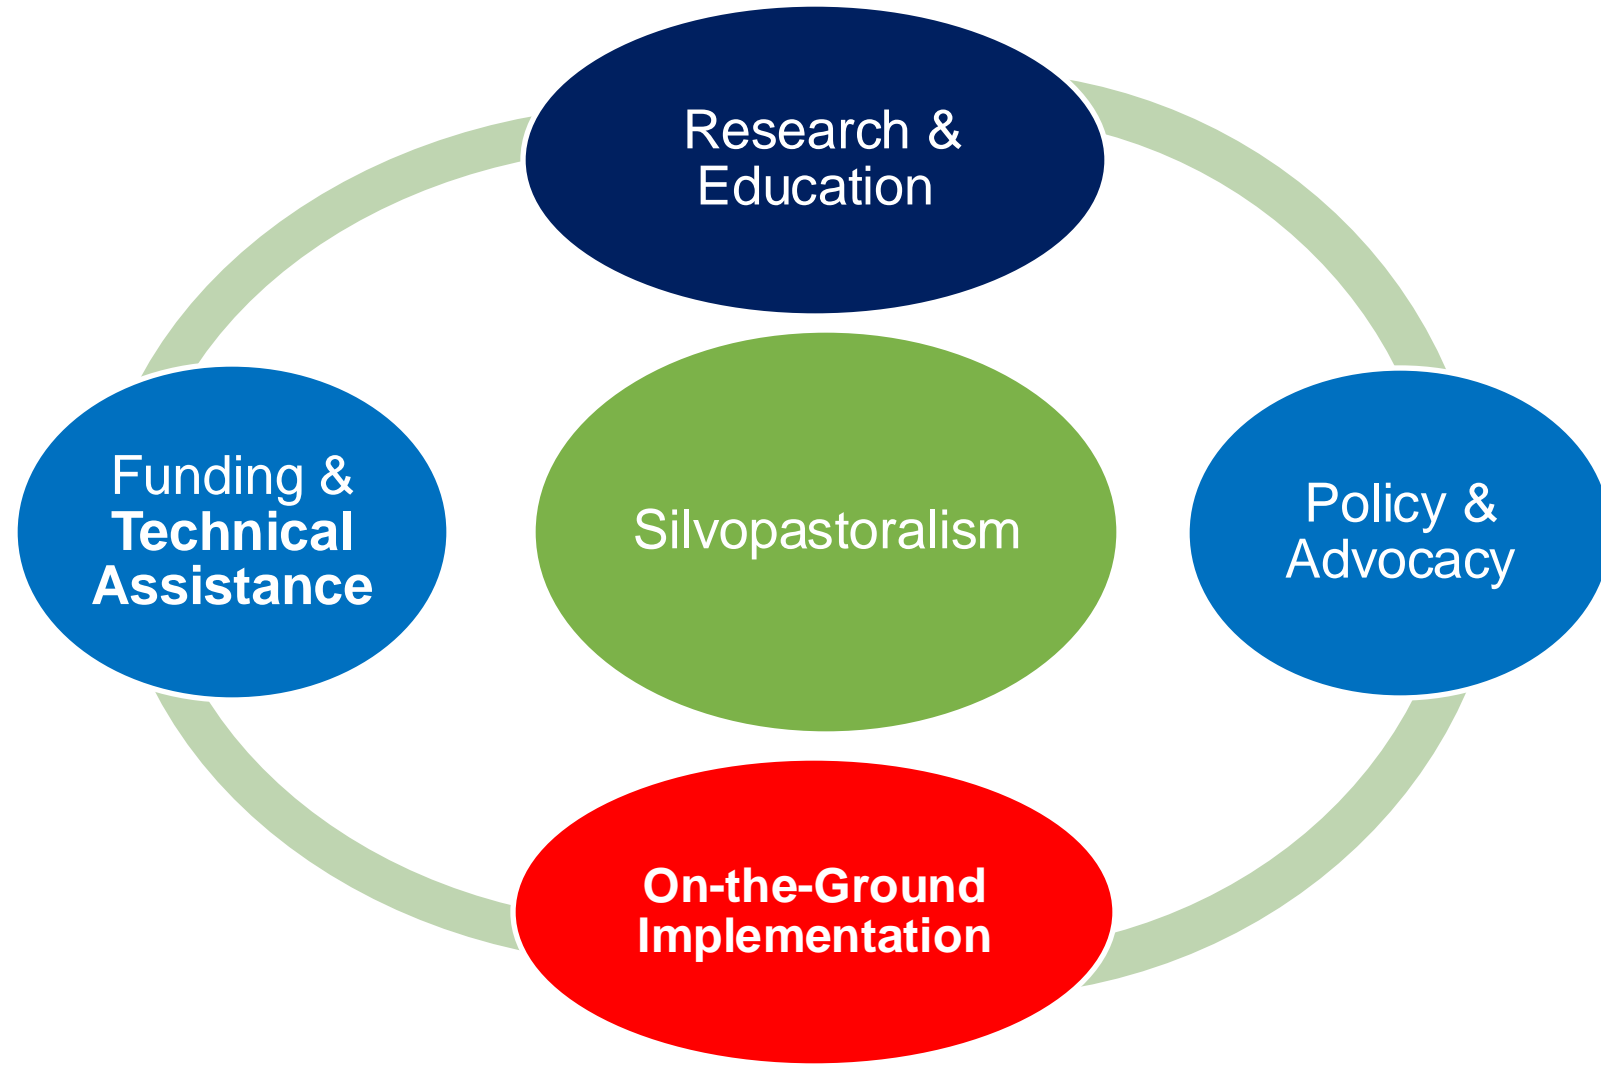 Research &
Education
Funding &
Technical
Assistance
Silvopastoralism
Policy &
Advocacy
On-the-Ground
Implementation